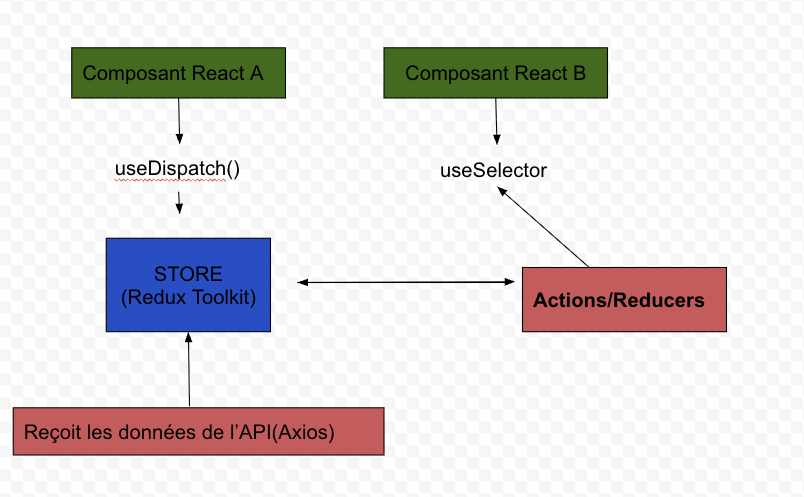 Composant React A
Composant React B
useDispatch()
useSelector
STORE
(Redux Toolkit)
Actions/Reducers
Reçoit les données de l’API(Axios)